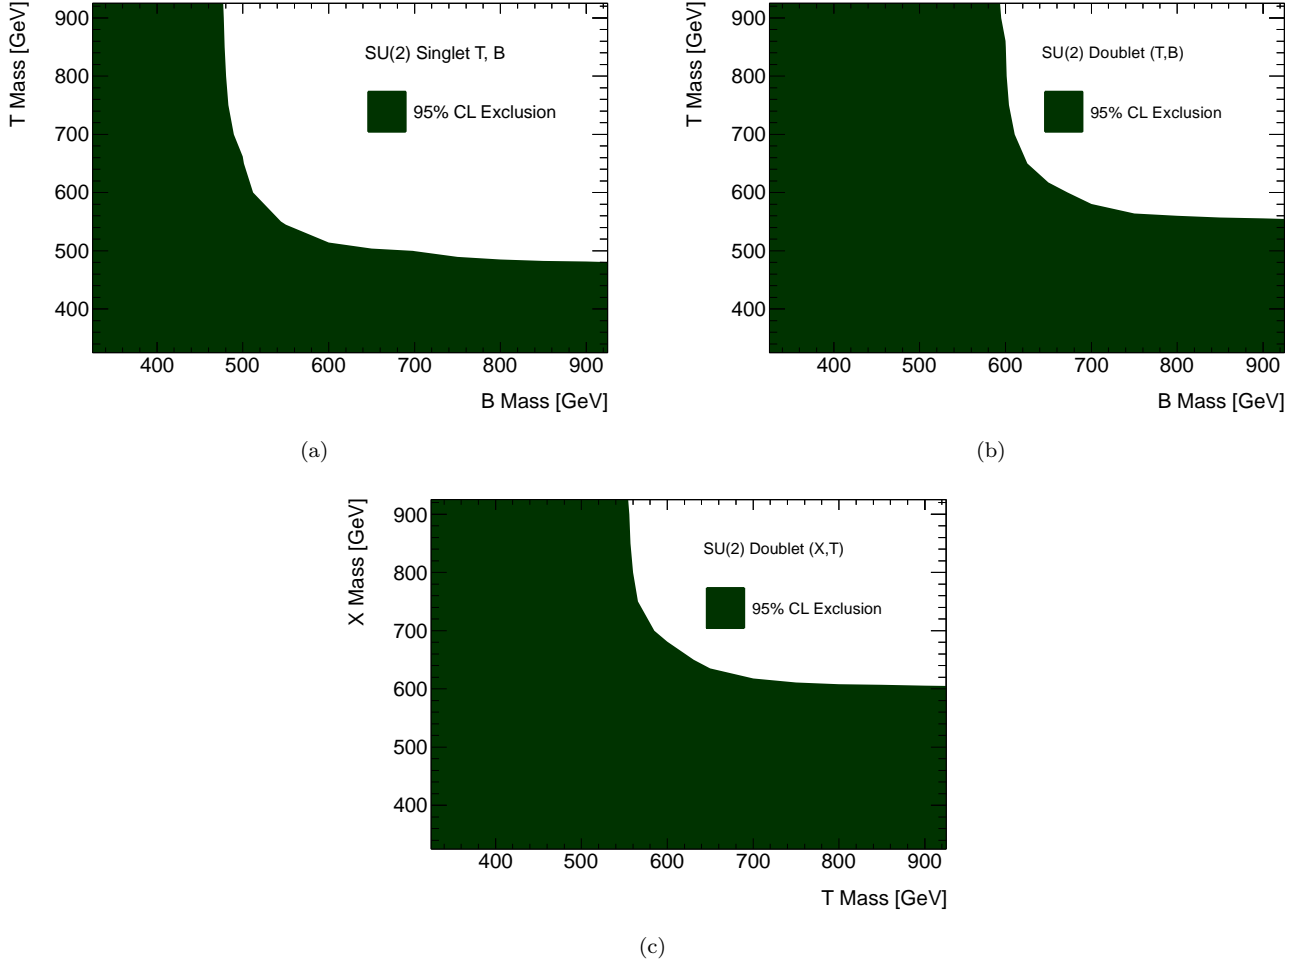 T Mass [GeV]
900
800
700
600
500
400
SU(2) Singlet T, B
95% CL Exclusion
400 500 600 700 800 900
B Mass [GeV]
(a)
T Mass [GeV]
900
800
700
600
500
400
SU(2) Doublet (T,B)
95% CL Exclusion
400 500 600 700 800 900
B Mass [GeV]
(b)
X Mass [GeV]
900
800
700
600
500
400
SU(2) Doublet (X,T)
95% CL Exclusion
400 500 600 700 800 900
T Mass [GeV]
(c)